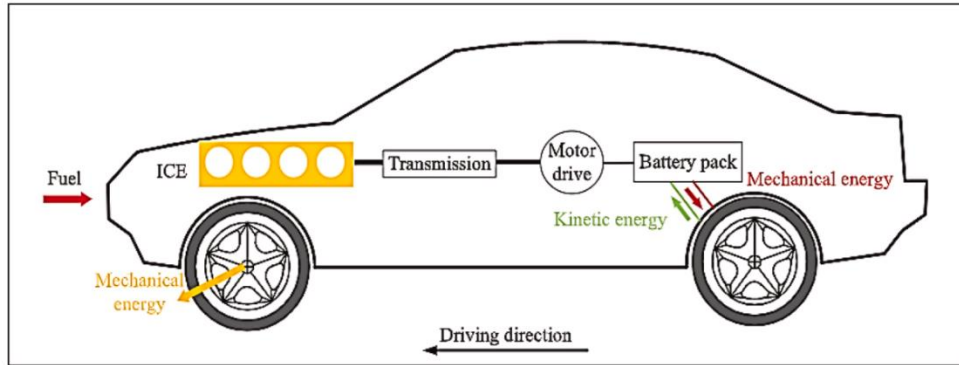 ICE
Transmission
Motor
drive
Battery pack
Fuel
Mechanical energy
Kinetic energy
Mechanical
energy
Driving direction